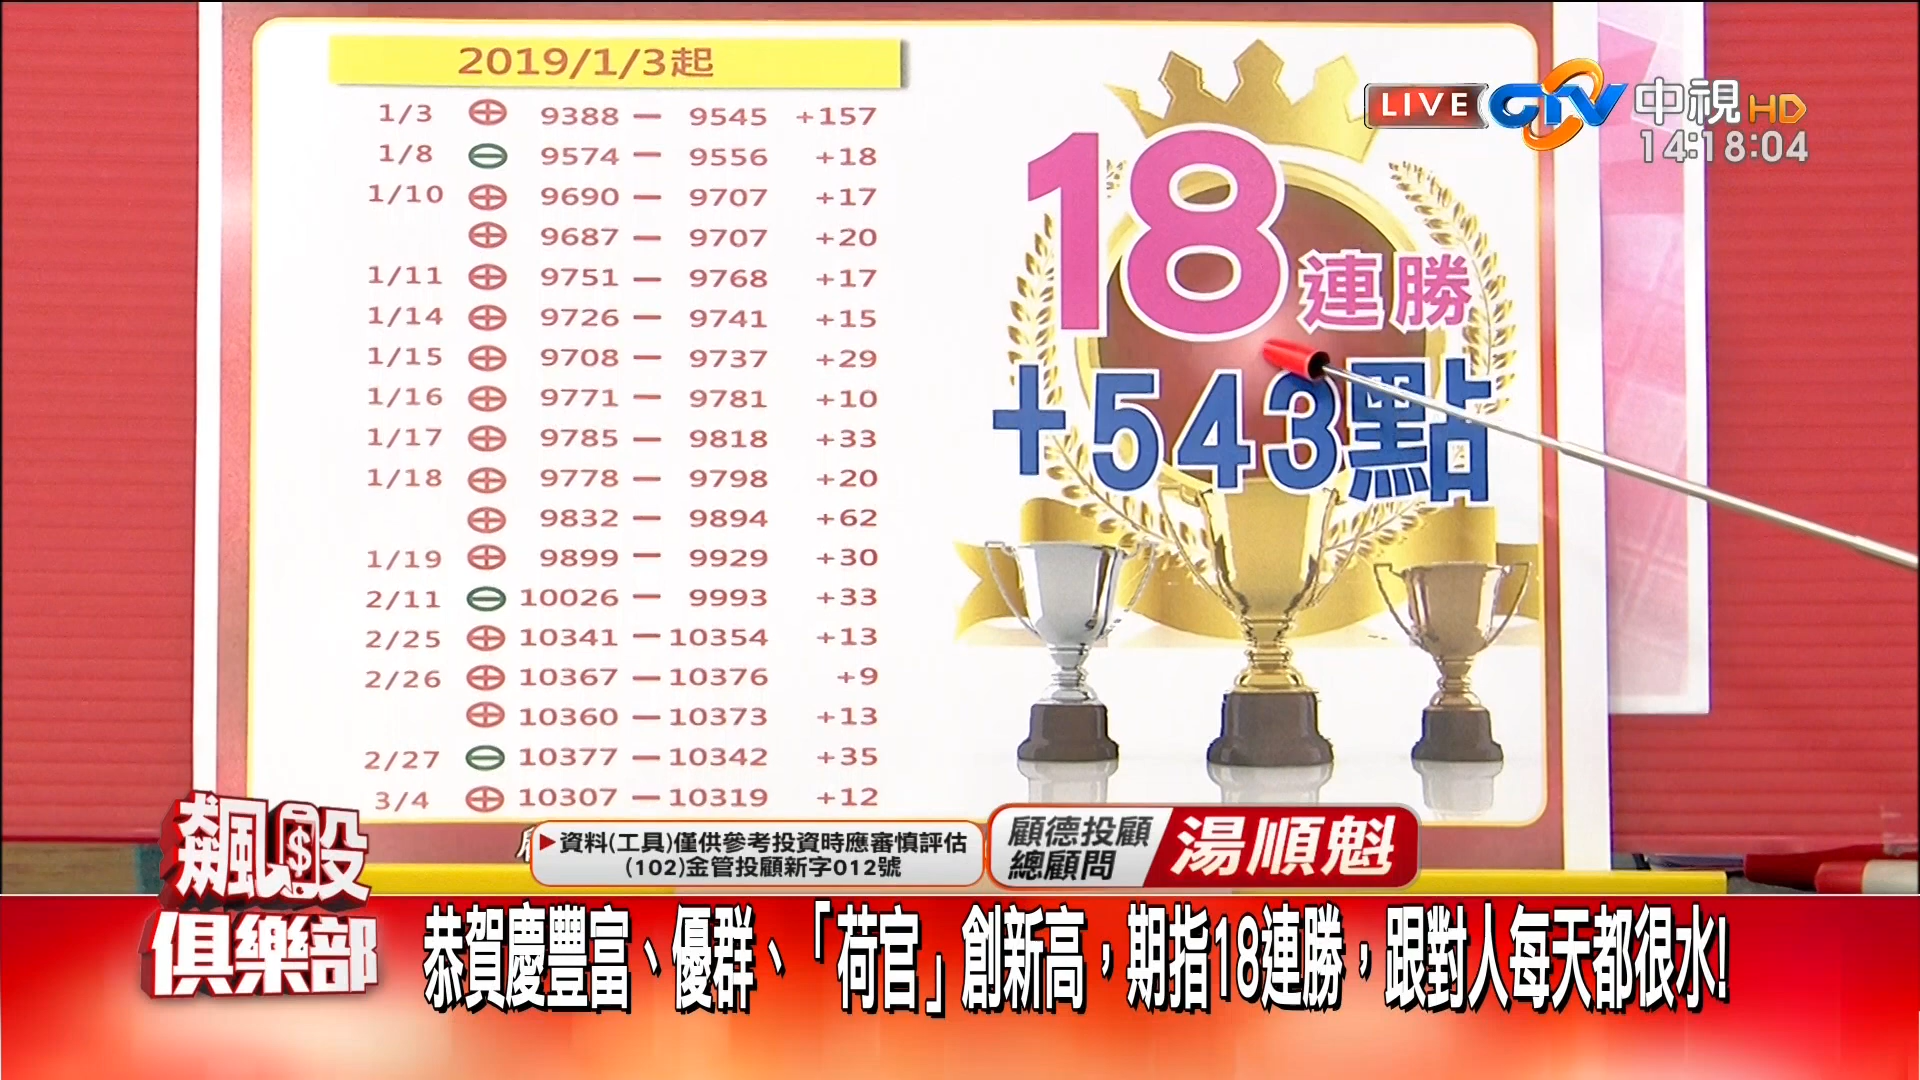 2019/1/3起
1/3 ⊕ 9388 — 9545 +157
1/8 ⊖ 9574 — 9556 +18
1/10 ⊕ 9690 — 9707 +17
⊕ 9687 — 9707 +20
1/11 ⊕ 9751 — 9768 +17
1/14 ⊕ 9726 — 9741 +15
1/15 ⊕ 9708 — 9737 +29
1/16 ⊕ 9771 — 9781 +10
1/17 ⊕ 9785 — 9818 +33
1/18 ⊕ 9778 — 9798 +20
⊕ 9832 — 9894 +62
1/19 ⊕ 9899 — 9929 +30
2/11 ⊖ 10026 — 9993 +33
2/25 ⊕ 10341 — 10354 +13
2/26 ⊕ 10367 — 10376 +9
⊕ 10360 — 10373 +13
2/27 ⊖ 10377 — 10342 +35
3/4 ⊕ 10307 — 10319 +12
18連勝
+543點
LIVE CTV 中視HD
14:18:04
▶資料(工具)僅供參考投資時應審慎評估
(102)金管投顧新字012號
顧德投顧
總顧問
湯順魁
飆股
俱樂部
恭賀慶豐富、優群、「荷官」創新高，期指18連勝，跟對人每天都很水!